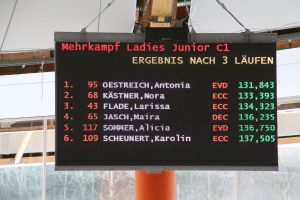 Mehrkampf Ladies Junior C1
ERGEBNIS NACH 3 LÄUFEN
1. 95 OESTREICH,Antonia EVD 131,843
2. 68 KÄSTNER,Nora ECC 133,393
3. 43 FLADE,Larissa ECC 134,323
4. 65 JASCH,Maira DEC 136,235
5. 117 SOMMER,Alicia EVD 136,750
6. 109 SCHEUNERT,Karolin ECC 137,505